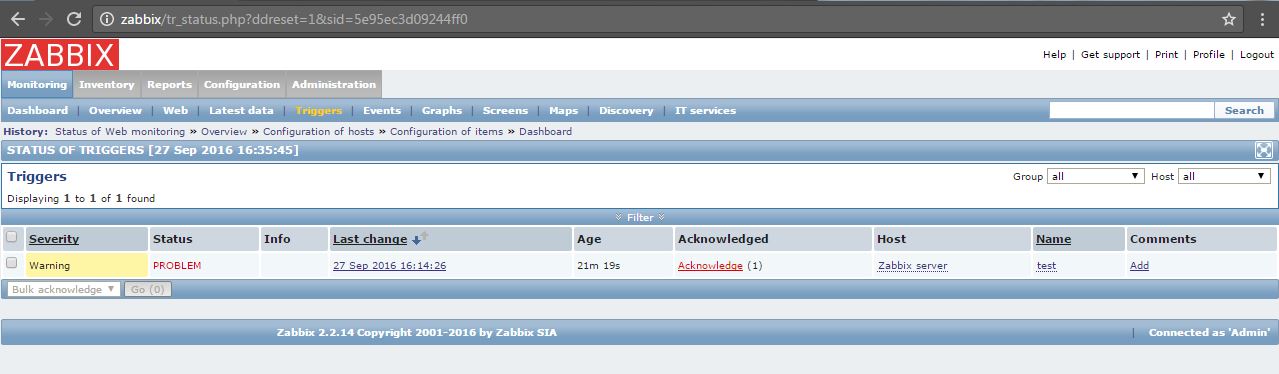 zabbix/tr_status.php?ddreset=1&sid=5e95ec3d09244ff0
ZABBIX
Help | Get support | Print | Profile | Logout
Monitoring Inventory Reports Configuration Administration
Dashboard | Overview | Web | Latest data | Triggers | Events | Graphs | Screens | Maps | Discovery | IT services Search
History: Status of Web monitoring » Overview » Configuration of hosts » Configuration of items » Dashboard
STATUS OF TRIGGERS [27 Sep 2016 16:35:45]
Triggers Group all Host all
Displaying 1 to 1 of 1 found
Filter
Severity Status Info Last change Age Acknowledged Host Name Comments
Warning PROBLEM 27 Sep 2016 16:14:26 21m 19s Acknowledge (1) Zabbix server test Add
Bulk acknowledge Go (0)
Zabbix 2.2.14 Copyright 2001-2016 by Zabbix SIA | Connected as 'Admin'